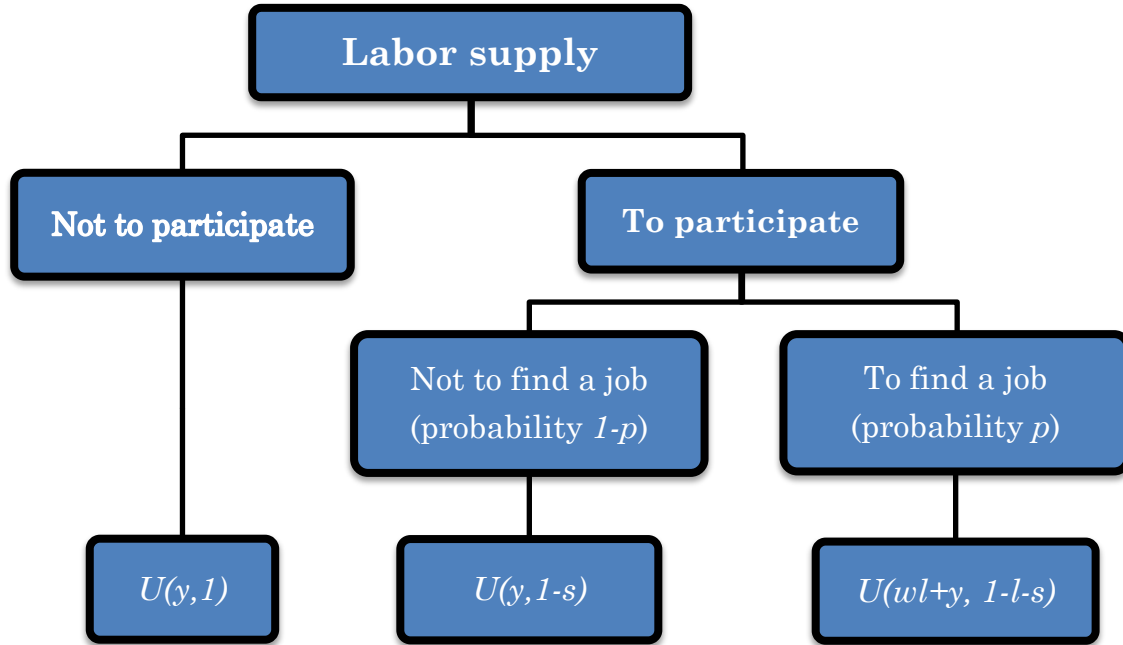 Labor supply
Not to participate
To participate
Not to find a job
(probability 1-p)
To find a job
(probability p)
U(y,1)
U(y,1-s)
U(wl+y, 1-l-s)